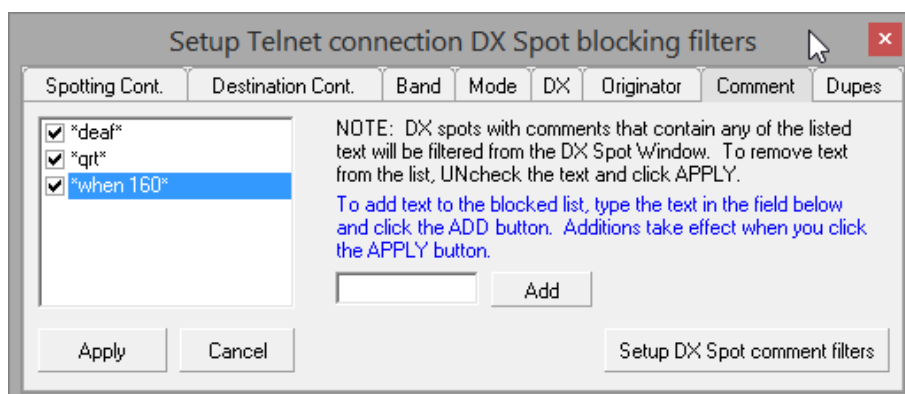 Setup Telnet connection DX Spot blocking filters
Spotting Cont. Destination Cont. Band Mode DX Originator Comment Dupes
*deaf*
*qrt*
*when 160*
NOTE: DX spots with comments that contain any of the listed
text will be filtered from the DX Spot Window. To remove text
from the list, UNcheck the text and click APPLY.
To add text to the blocked list, type the text in the field below
and click the ADD button. Additions take effect when you click
the APPLY button.
Add
Apply Cancel Setup DX Spot comment filters